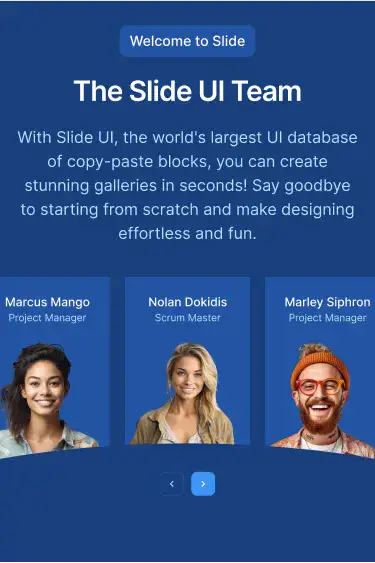 Welcome to Slide
The Slide UI Team
With Slide UI, the world's largest UI database
of copy-paste blocks, you can create
stunning galleries in seconds! Say goodbye
to starting from scratch and make designing
effortless and fun.
Marcus Mango
Project Manager
Nolan Dokidis
Scrum Master
Marley Siphron
Project Manager